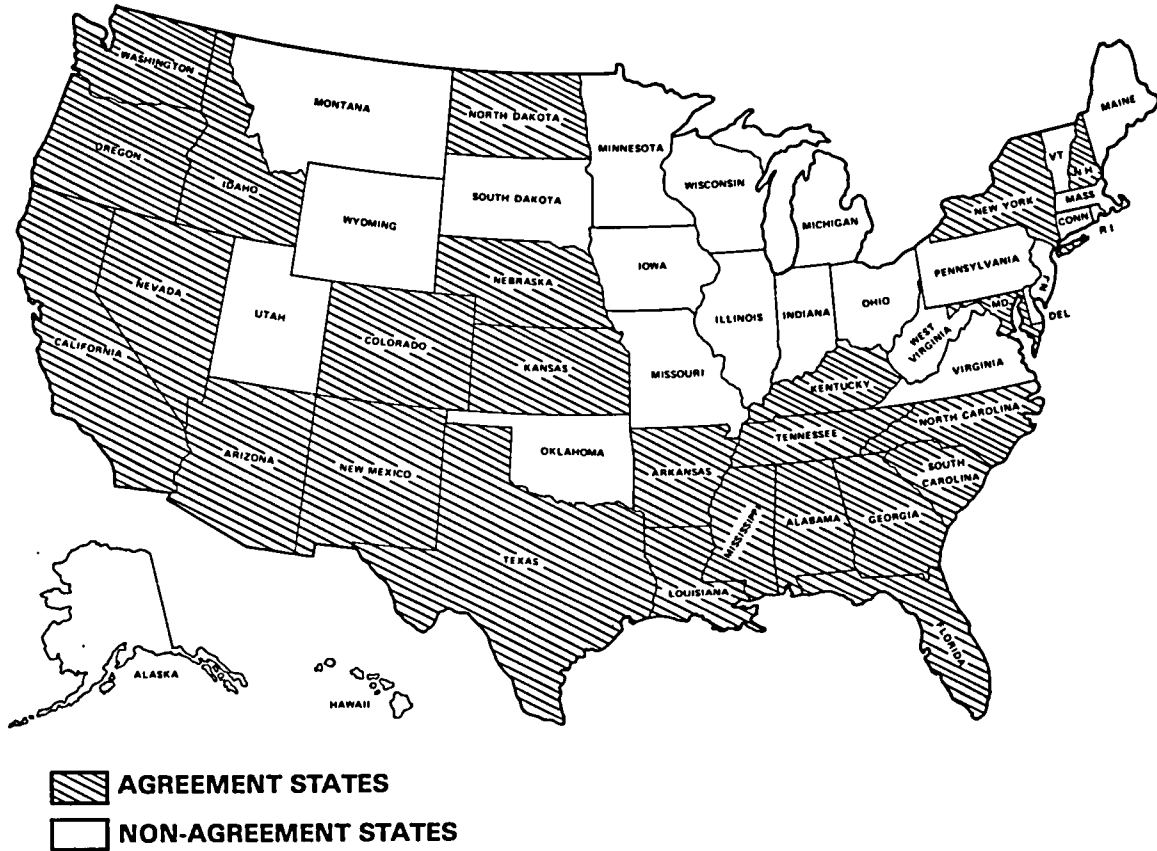 WASHINGTON
MONTANA
NORTH DAKOTA
MINNESOTA
MAINE
OREGON
IDAHO
WYOMING
SOUTH DAKOTA
WISCONSIN
MICHIGAN
VT
N H
NEW YORK
MASS
CONN
R I
NEVADA
UTAH
NEBRASKA
IOWA
PENNSYLVANIA
N J
CALIFORNIA
COLORADO
KANSAS
ILLINOIS
INDIANA
OHIO
MD
DEL
WEST
VIRGINIA
VIRGINIA
MISSOURI
KENTUCKY
ARIZONA
NEW MEXICO
OKLAHOMA
ARKANSAS
TENNESSEE
NORTH CAROLINA
SOUTH
CAROLINA
TEXAS
LOUISIANA
MISSISSIPPI
ALABAMA
GEORGIA
FLORIDA
ALASKA
HAWAII
AGREEMENT STATES
NON-AGREEMENT STATES